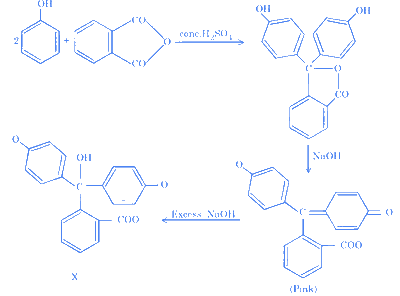 OH
2 + CO O CO
conc.H₂SO₄
OH OH
C O
CO
NaOH
O OH
C O
COO
Excess NaOH
X
O
C O
COO
(Pink)